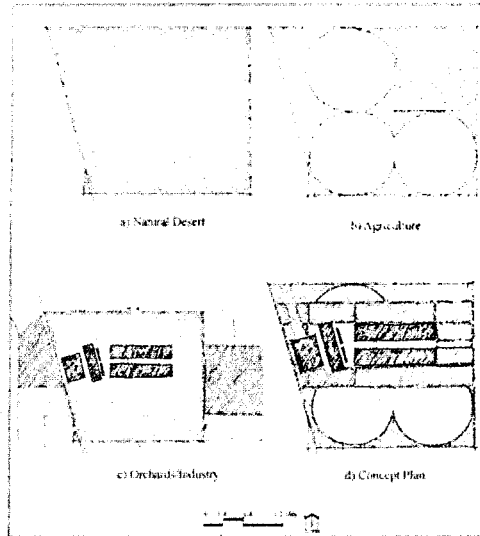 a) Natural Desert
b) Agriculture
c) Orchards/Industry
d) Concept Plan